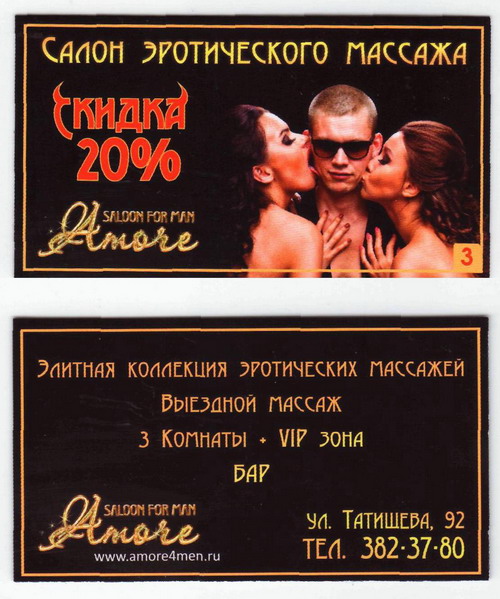 Салон эротического массажа
Скидка
20%
SALOON FOR MAN
Amore
3
Элитная коллекция эротических массажей
Выездной массаж
3 Комнаты + VIP зона
БАР
SALOON FOR MAN
Amore
www.amore4men.ru
ул. Татищева, 92
ТЕЛ. 382-37-80